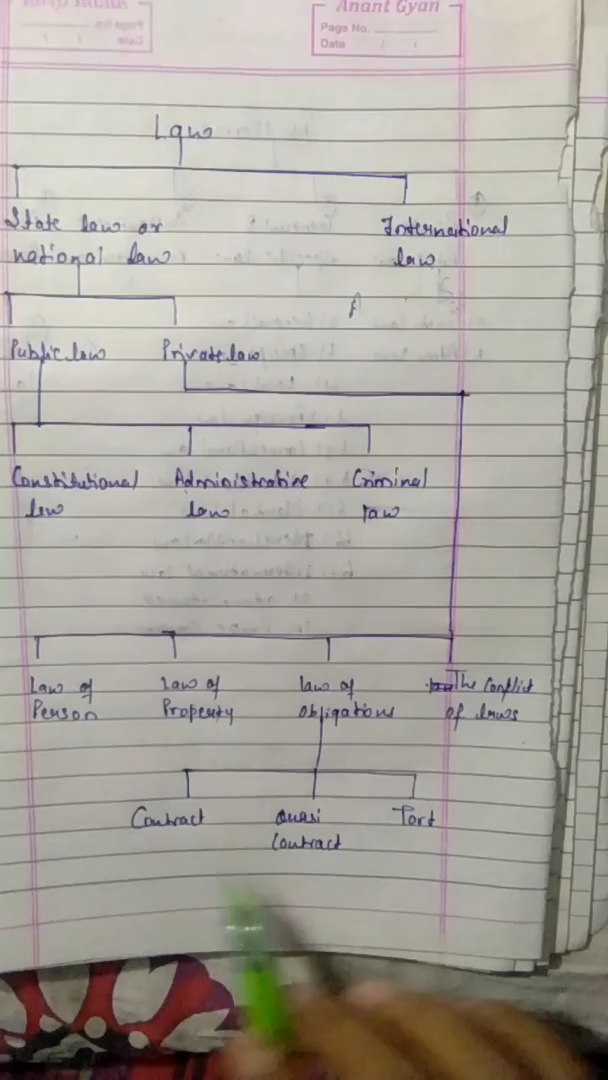 Anant Gyan
Page No.
Date
Law
State law or
national law
International
law
Public law
Private law
Constitutional
lew
Administrative
law
Criminal
law
Law of
Person
Law of
Property
law of
obligations
The Conflict
of laws
Contract
Quasi
Contract
Tort